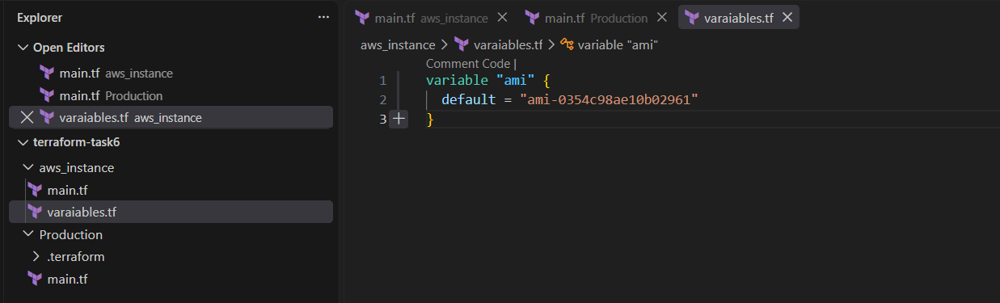 Explorer ...
Open Editors
main.tf aws_instance
main.tf Production
varaiables.tf aws_instance
terraform-task6
aws_instance
main.tf
varaiables.tf
Production
.terraform
main.tf
main.tf aws_instance
main.tf Production
varaiables.tf
aws_instance > varaiables.tf > variable "ami"
Comment Code |
1 variable "ami" {
2 default = "ami-0354c98ae10b02961"
3 }